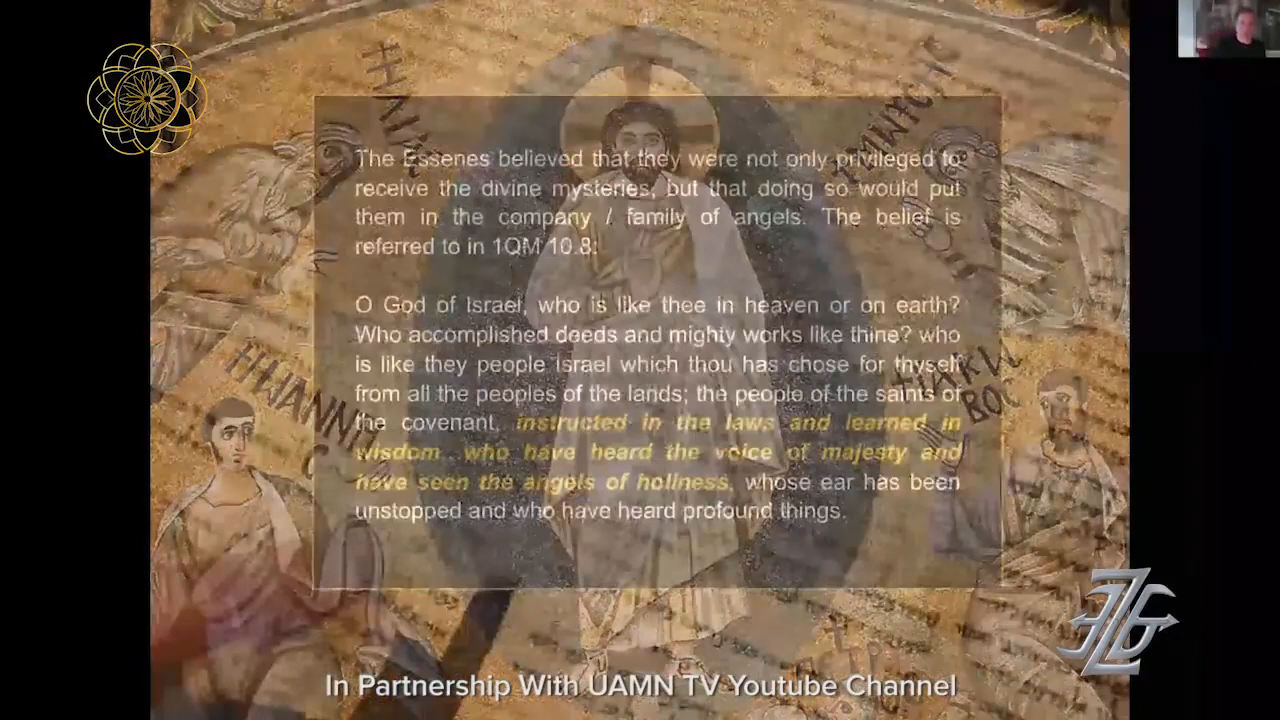 The Essenes believed that they were not only privileged to
receive the divine mysteries, but that doing so would put
them in the company / family of angels. The belief is
referred to in 1QM 10.8:
O God of Israel, who is like thee in heaven or on earth?
Who accomplished deeds and mighty works like thine? who
is like they people Israel which thou has chose for thyself
from all the peoples of the lands; the people of the saints of
the covenant, instructed in the laws and learned in
wisdom who have heard the voice of majesty and
have seen the angels of holiness, whose ear has been
unstopped and who have heard profound things.
In Partnership With UAMN TV Youtube Channel